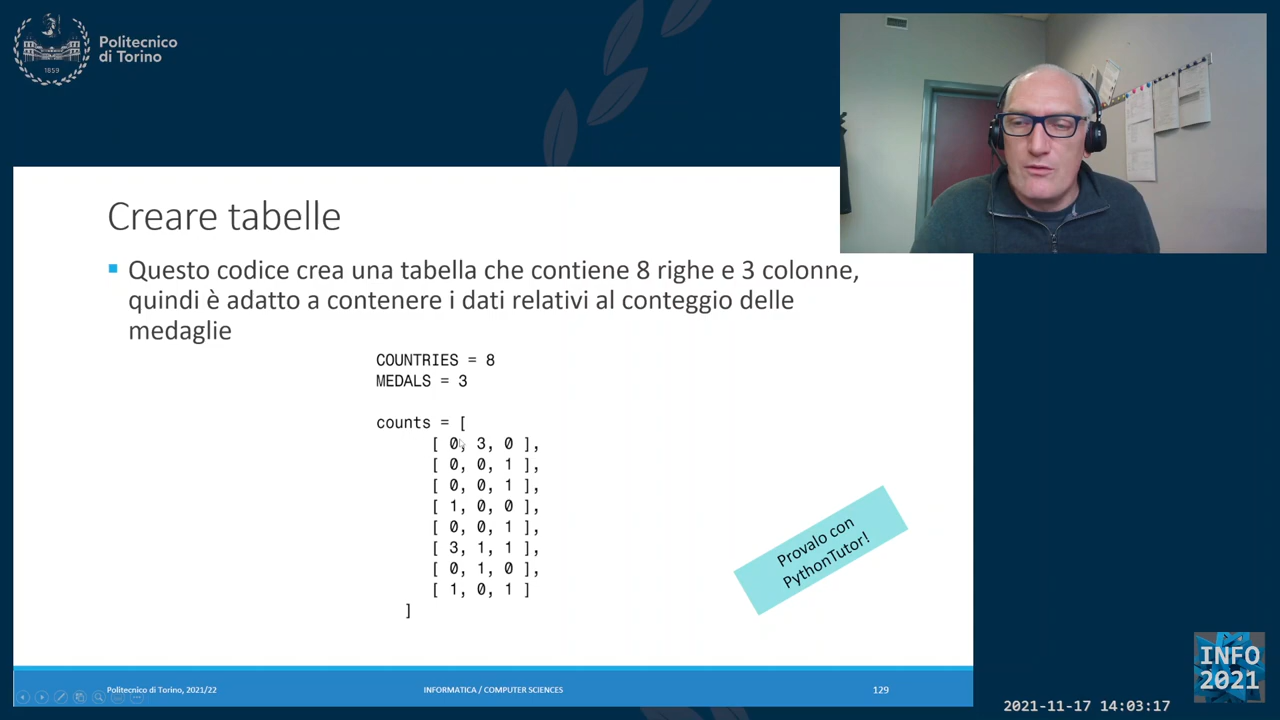 Politecnico
di Torino
1859
Creare tabelle
Questo codice crea una tabella che contiene 8 righe e 3 colonne,
quindi è adatto a contenere i dati relativi al conteggio delle
medaglie
COUNTRIES = 8
MEDALS = 3
counts = [
[ 0, 3, 0 ],
[ 0, 0, 1 ],
[ 0, 0, 1 ],
[ 1, 0, 0 ],
[ 0, 0, 1 ],
[ 3, 1, 1 ],
[ 0, 1, 0 ],
[ 1, 0, 1 ]
]
Provalo con
PythonTutor!
Politecnico di Torino, 2021/22
INFORMATICA / COMPUTER SCIENCES
129
INFO
2021
2021-11-17 14:03:17